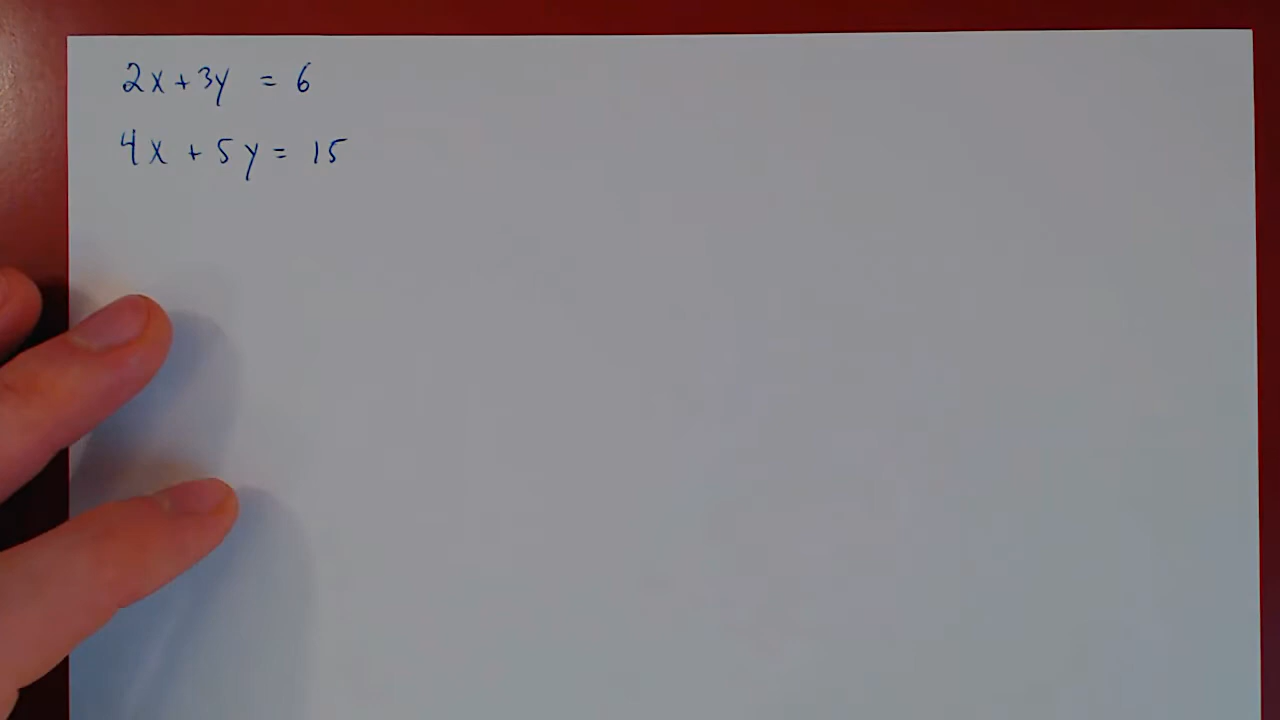 2x + 3y = 6
4x + 5y = 15